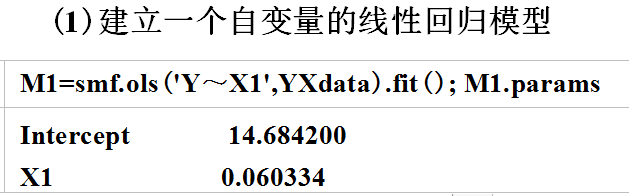 (1)建立一个自变量的线性回归模型
M1=smf.ols('Y～X1',YXdata).fit(); M1.params
Intercept 14.684200
X1 0.060334